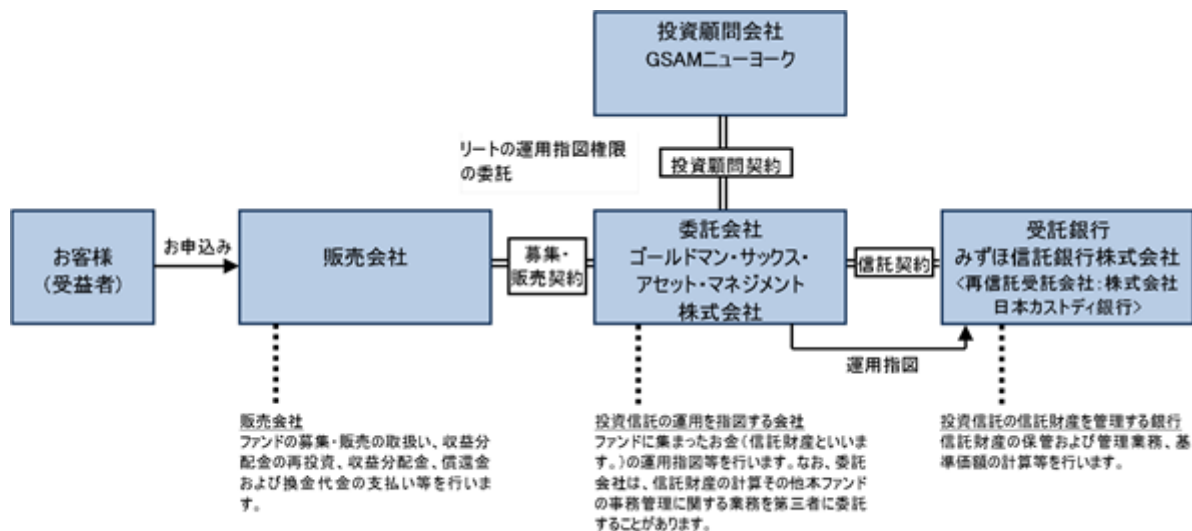 投資顧問会社
GSAMニューヨーク
リートの運用指図権限
の委託
投資顧問契約
お客様
(受益者)
お申込み
販売会社
募集・
販売契約
委託会社
ゴールドマン・サックス・
アセット・マネジメント
株式会社
信託契約
受託銀行
みずほ信託銀行株式会社
<再信託受託会社:株式会社
日本カストディ銀行>
運用指図
販売会社
ファンドの募集・販売の取扱い、収益分
配金の再投資、収益分配金、償還金
および換金代金の支払い等を行いま
す。
投資信託の運用を指図する会社
ファンドに集まったお金(信託財産といいま
す。)の運用指図等を行います。なお、委託
会社は、信託財産の計算その他本ファンド
の事務管理に関する業務を第三者に委託
することがあります。
投資信託の信託財産を管理する銀行
信託財産の保管および管理業務、基
準価額の計算等を行います。